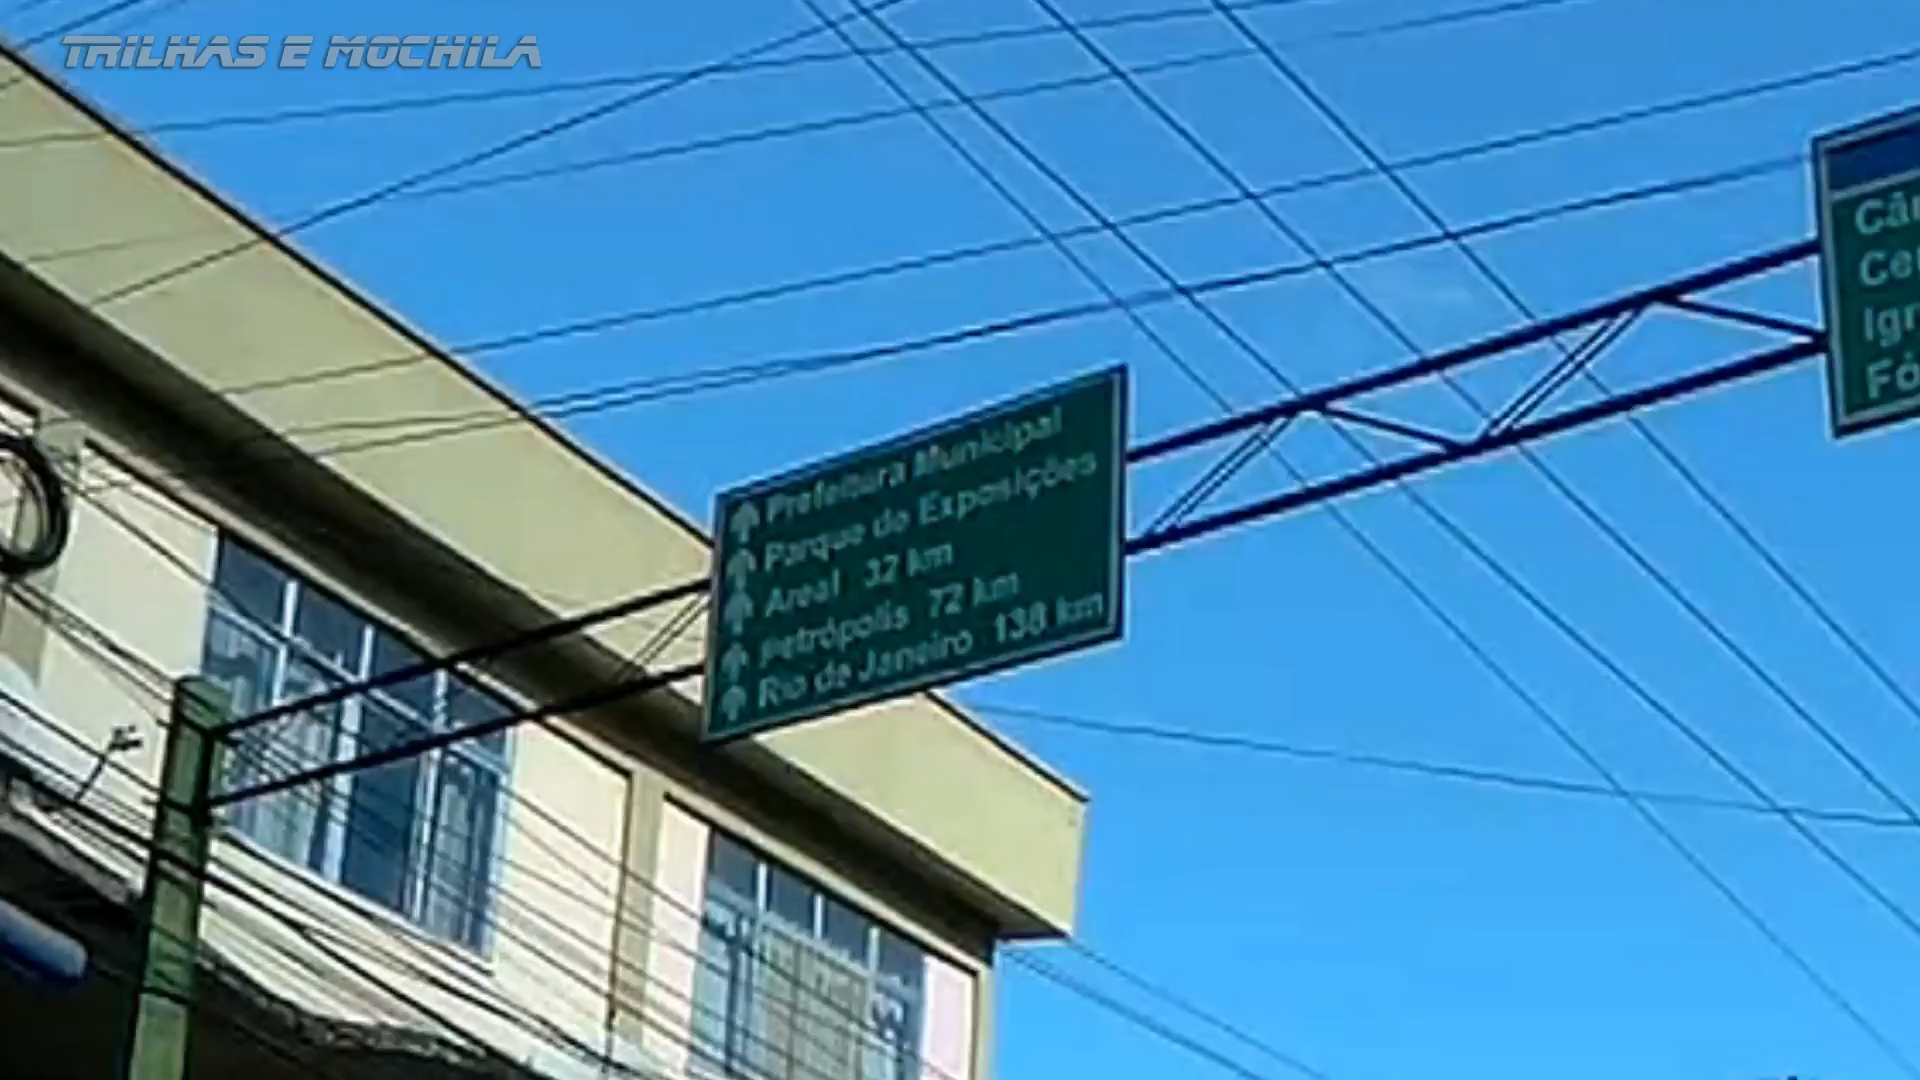 TRILHAS E MOCHILA
Prefeitura Municipal
Parque de Exposições
Areal 32 km
Petrópolis 72 km
Rio de Janeiro 138 km